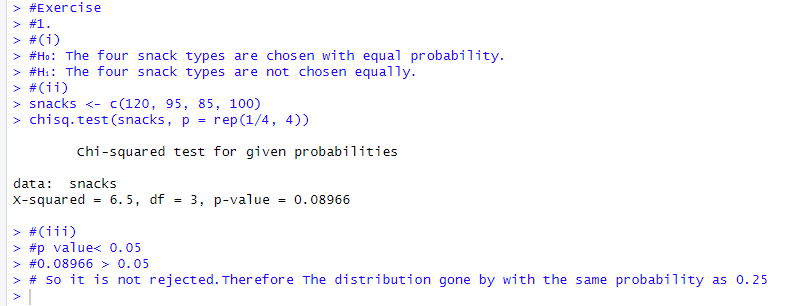 > #Exercise
> #1.
> #(i)
> #H₀: The four snack types are chosen with equal probability.
> #H₁: The four snack types are not chosen equally.
> #(ii)
> snacks <- c(120, 95, 85, 100)
> chisq.test(snacks, p = rep(1/4, 4))
Chi-squared test for given probabilities
data:  snacks
X-squared = 6.5, df = 3, p-value = 0.08966
> #(iii)
> #p value< 0.05
> #0.08966 > 0.05
> # So it is not rejected.Therefore The distribution gone by with the same probability as 0.25
>